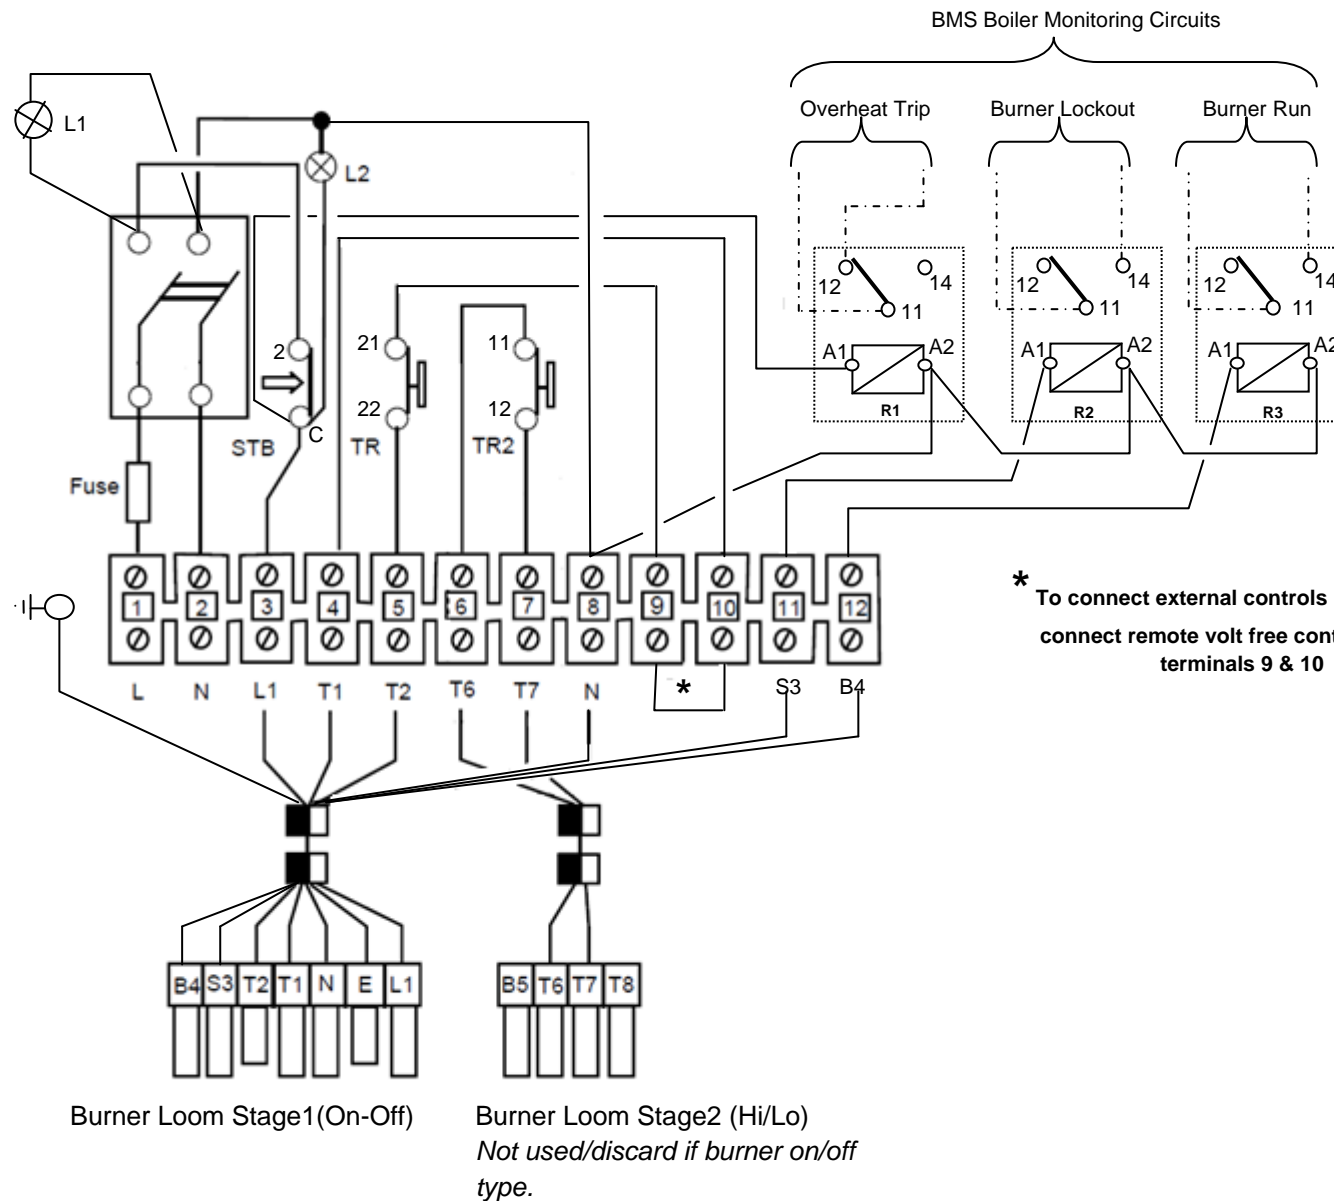 BMS Boiler Monitoring Circuits
Overheat Trip Burner Lockout Burner Run
L1
L2
12 14 11
12 14 11
12 14 11
2 21 11
A1 A2 A1 A2 A1 A2
R1 R2 R3
C 22 12
STB TR TR2
Fuse
1 2 3 4 5 6 7 8 9 10 11 12
* To connect external controls
connect remote volt free cont
terminals 9 & 10
L N L1 T1 T2 T6 T7 N * S3 B4
B4 S3 T2 T1 N E L1
B5 T6 T7 T8
Burner Loom Stage1(On-Off)
Burner Loom Stage2 (Hi/Lo)
Not used/discard if burner on/off
type.